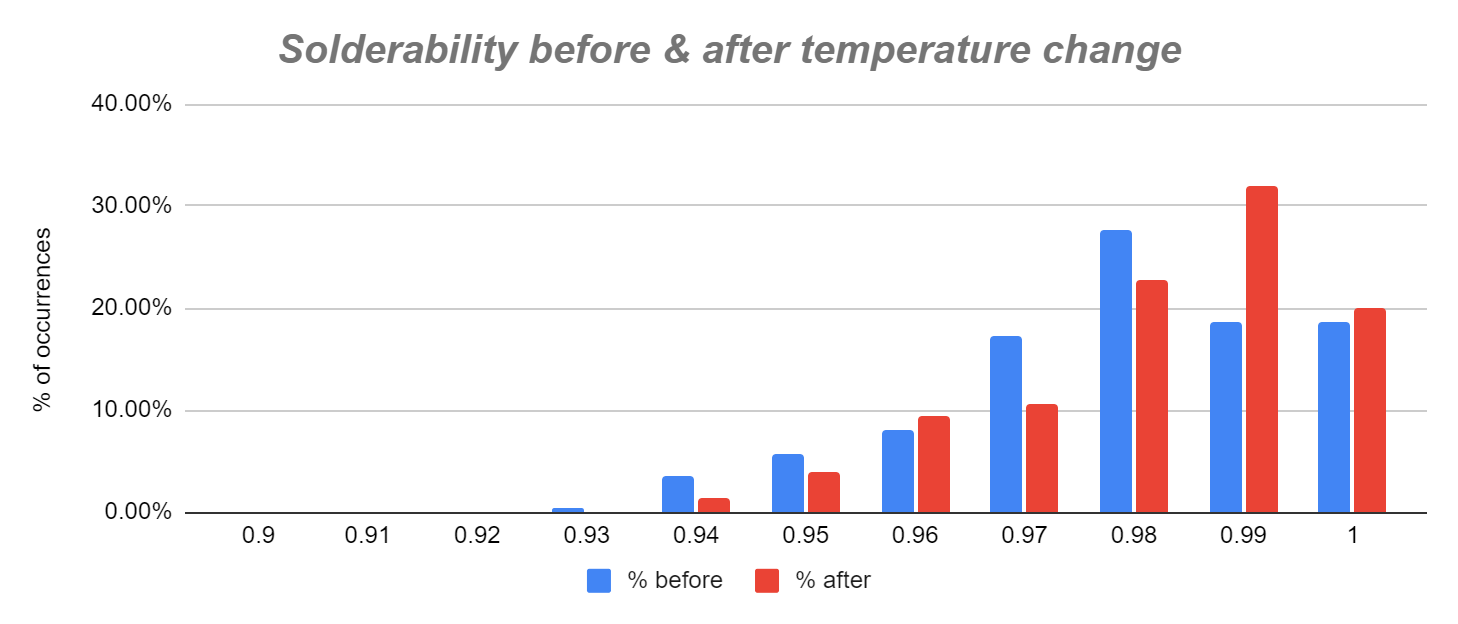 Solderability before & after temperature change
40.00%
30.00%
20.00%
10.00%
0.00%
% of occurrences
0.9 0.91 0.92 0.93 0.94 0.95 0.96 0.97 0.98 0.99 1
% before % after